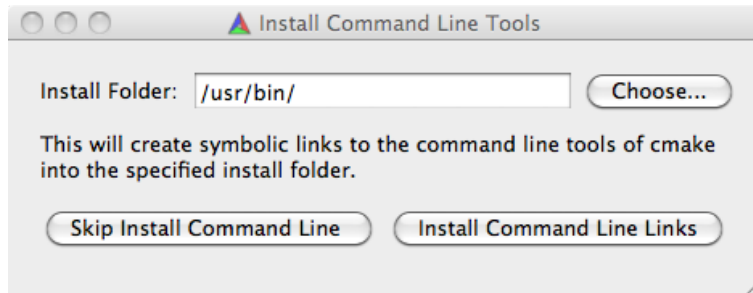 Install Command Line Tools
Install Folder: /usr/bin/ Choose...
This will create symbolic links to the command line tools of cmake
into the specified install folder.
Skip Install Command Line Install Command Line Links